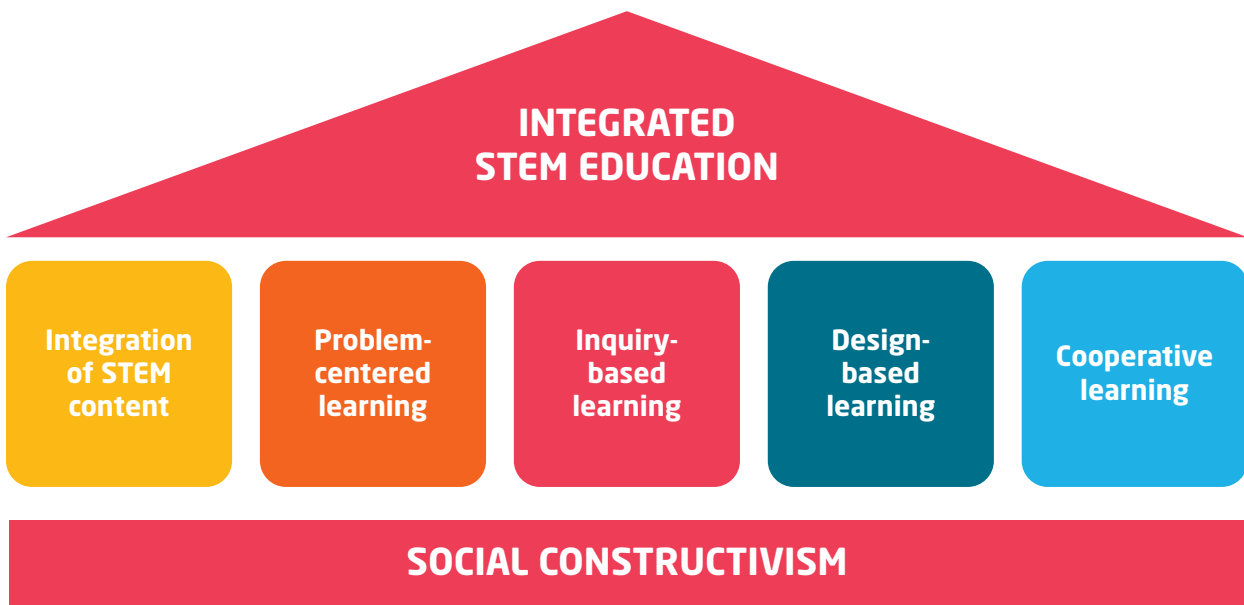 INTEGRATED
STEM EDUCATION
Integration
of STEM
content
Problem-
centered
learning
Inquiry-
based
learning
Design-
based
learning
Cooperative
learning
SOCIAL CONSTRUCTIVISM